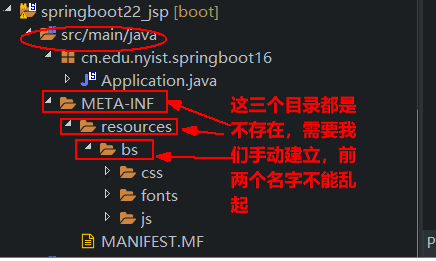 springboot22_jsp [boot]
src/main/java
cn.edu.nyist.springboot16
Application.java
META-INF
resources
bs
css
fonts
js
MANIFEST.MF
这三个目录都是
不存在，需要我
们手动建立，前
两个名字不能乱
起